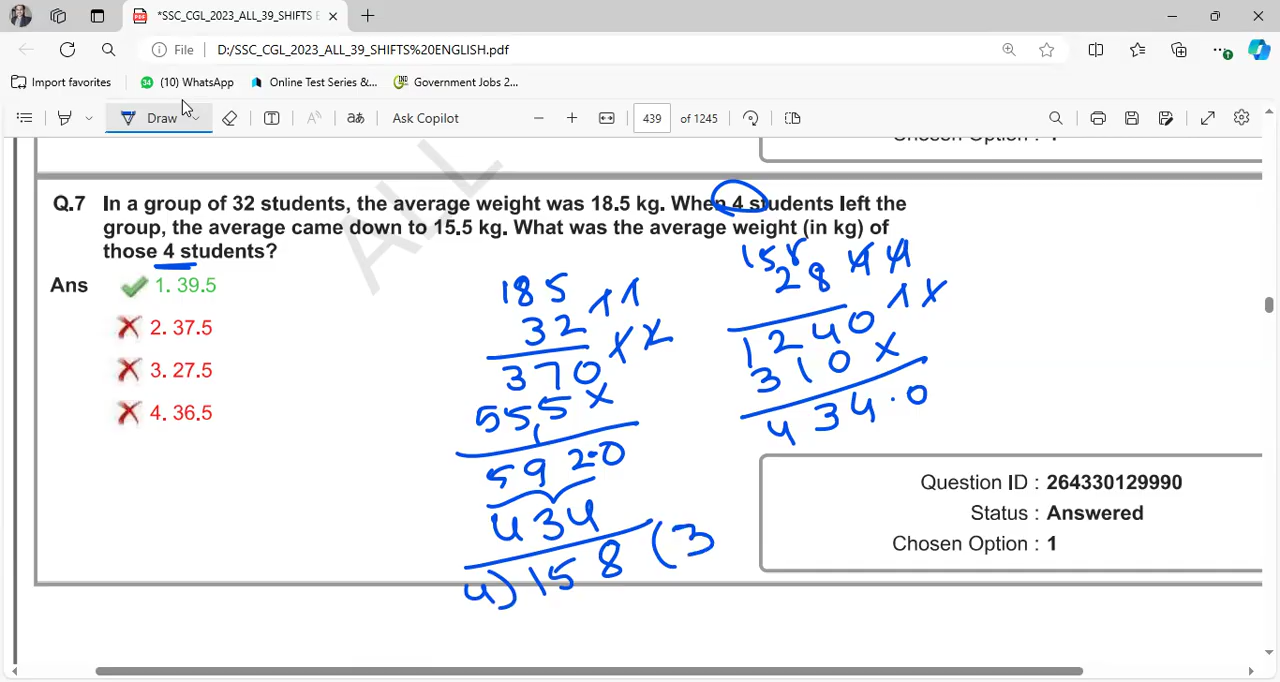 *SSC_CGL_2023_ALL_39_SHIFTS E
File D:/SSC_CGL_2023_ALL_39_SHIFTS%20ENGLISH.pdf
Import favorites (10) WhatsApp Online Test Series &... Government Jobs 2...
Draw Ask Copilot 439 of 1245
ALL
Q.7 In a group of 32 students, the average weight was 18.5 kg. When 4 students left the
group, the average came down to 15.5 kg. What was the average weight (in kg) of
those 4 students?
Ans 1. 39.5
2. 37.5
3. 27.5
4. 36.5
185
32
370
555
592.0
434
4) 158 (3
28
1240
310
434.0
Question ID : 264330129990
Status : Answered
Chosen Option : 1